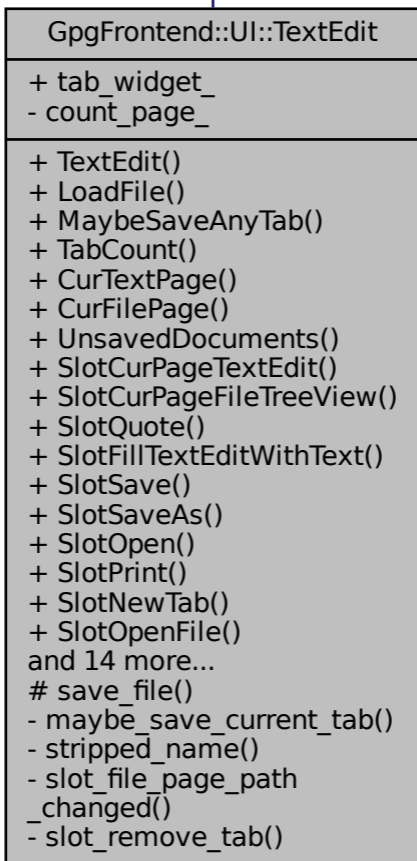 GpgFrontend::UI::TextEdit
+ tab_widget_
- count_page_
+ TextEdit()
+ LoadFile()
+ MaybeSaveAnyTab()
+ TabCount()
+ CurTextPage()
+ CurFilePage()
+ UnsavedDocuments()
+ SlotCurPageTextEdit()
+ SlotCurPageFileTreeView()
+ SlotQuote()
+ SlotFillTextEditWithText()
+ SlotSave()
+ SlotSaveAs()
+ SlotOpen()
+ SlotPrint()
+ SlotNewTab()
+ SlotOpenFile()
and 14 more...
# save_file()
- maybe_save_current_tab()
- stripped_name()
- slot_file_page_path
_changed()
- slot_remove_tab()